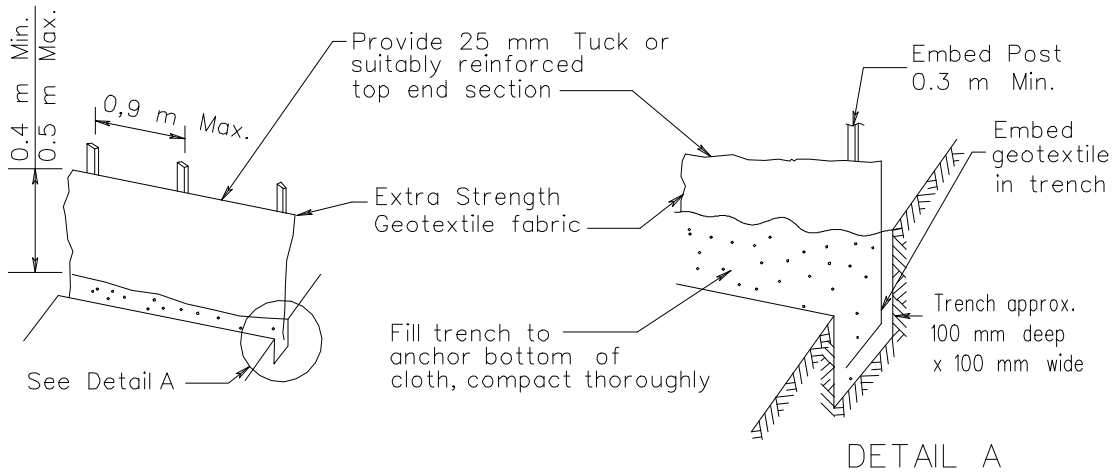 0.4 m Min.
0.5 m Max.
0,9 m Max.
Provide 25 mm Tuck or
suitably reinforced
top end section
Embed Post
0.3 m Min.
Embed
geotextile
in trench
Extra Strength
Geotextile fabric
Fill trench to
anchor bottom of
cloth, compact thoroughly
Trench approx.
100 mm deep
x 100 mm wide
See Detail A
DETAIL A